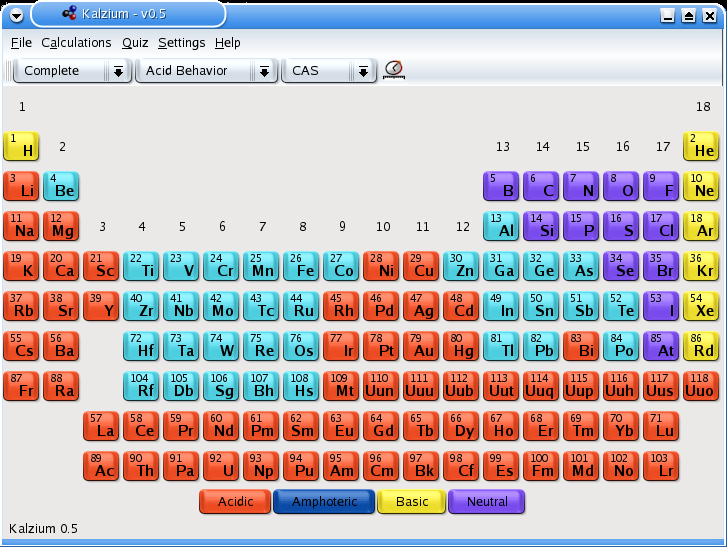 Kalzium - v0.5
File Calculations Quiz Settings Help
Complete Acid Behavior CAS
1 18
1 H 2 13 14 15 16 17 2 He
3 Li 4 Be 5 B 6 C 7 N 8 O 9 F 10 Ne
11 Na 12 Mg 3 4 5 6 7 8 9 10 11 12 13 Al 14 Si 15 P 16 S 17 Cl 18 Ar
19 K 20 Ca 21 Sc 22 Ti 23 V 24 Cr 25 Mn 26 Fe 27 Co 28 Ni 29 Cu 30 Zn 31 Ga 32 Ge 33 As 34 Se 35 Br 36 Kr
37 Rb 38 Sr 39 Y 40 Zr 41 Nb 42 Mo 43 Tc 44 Ru 45 Rh 46 Pd 47 Ag 48 Cd 49 In 50 Sn 51 Sb 52 Te 53 I 54 Xe
55 Cs 56 Ba 72 Hf 73 Ta 74 W 75 Re 76 Os 77 Ir 78 Pt 79 Au 80 Hg 81 Tl 82 Pb 83 Bi 84 Po 85 At 86 Rd
87 Fr 88 Ra 104 Rf 105 Db 106 Sg 107 Bh 108 Hs 109 Mt 110 Uun 111 Uuu 112 Uub 113 Uut 114 Uuq 115 Uup 116 Uuh 117 Uus 118 Uuo
57 La 58 Ce 59 Pr 60 Nd 61 Pm 62 Sm 63 Eu 64 Gd 65 Tb 66 Dy 67 Ho 68 Er 69 Tm 70 Yb 71 Lu
89 Ac 90 Th 91 Pa 92 U 93 Np 94 Pu 95 Am 96 Cm 97 Bk 98 Cf 99 Es 100 Fm 101 Md 102 No 103 Lr
Acidic Amphoteric Basic Neutral
Kalzium 0.5